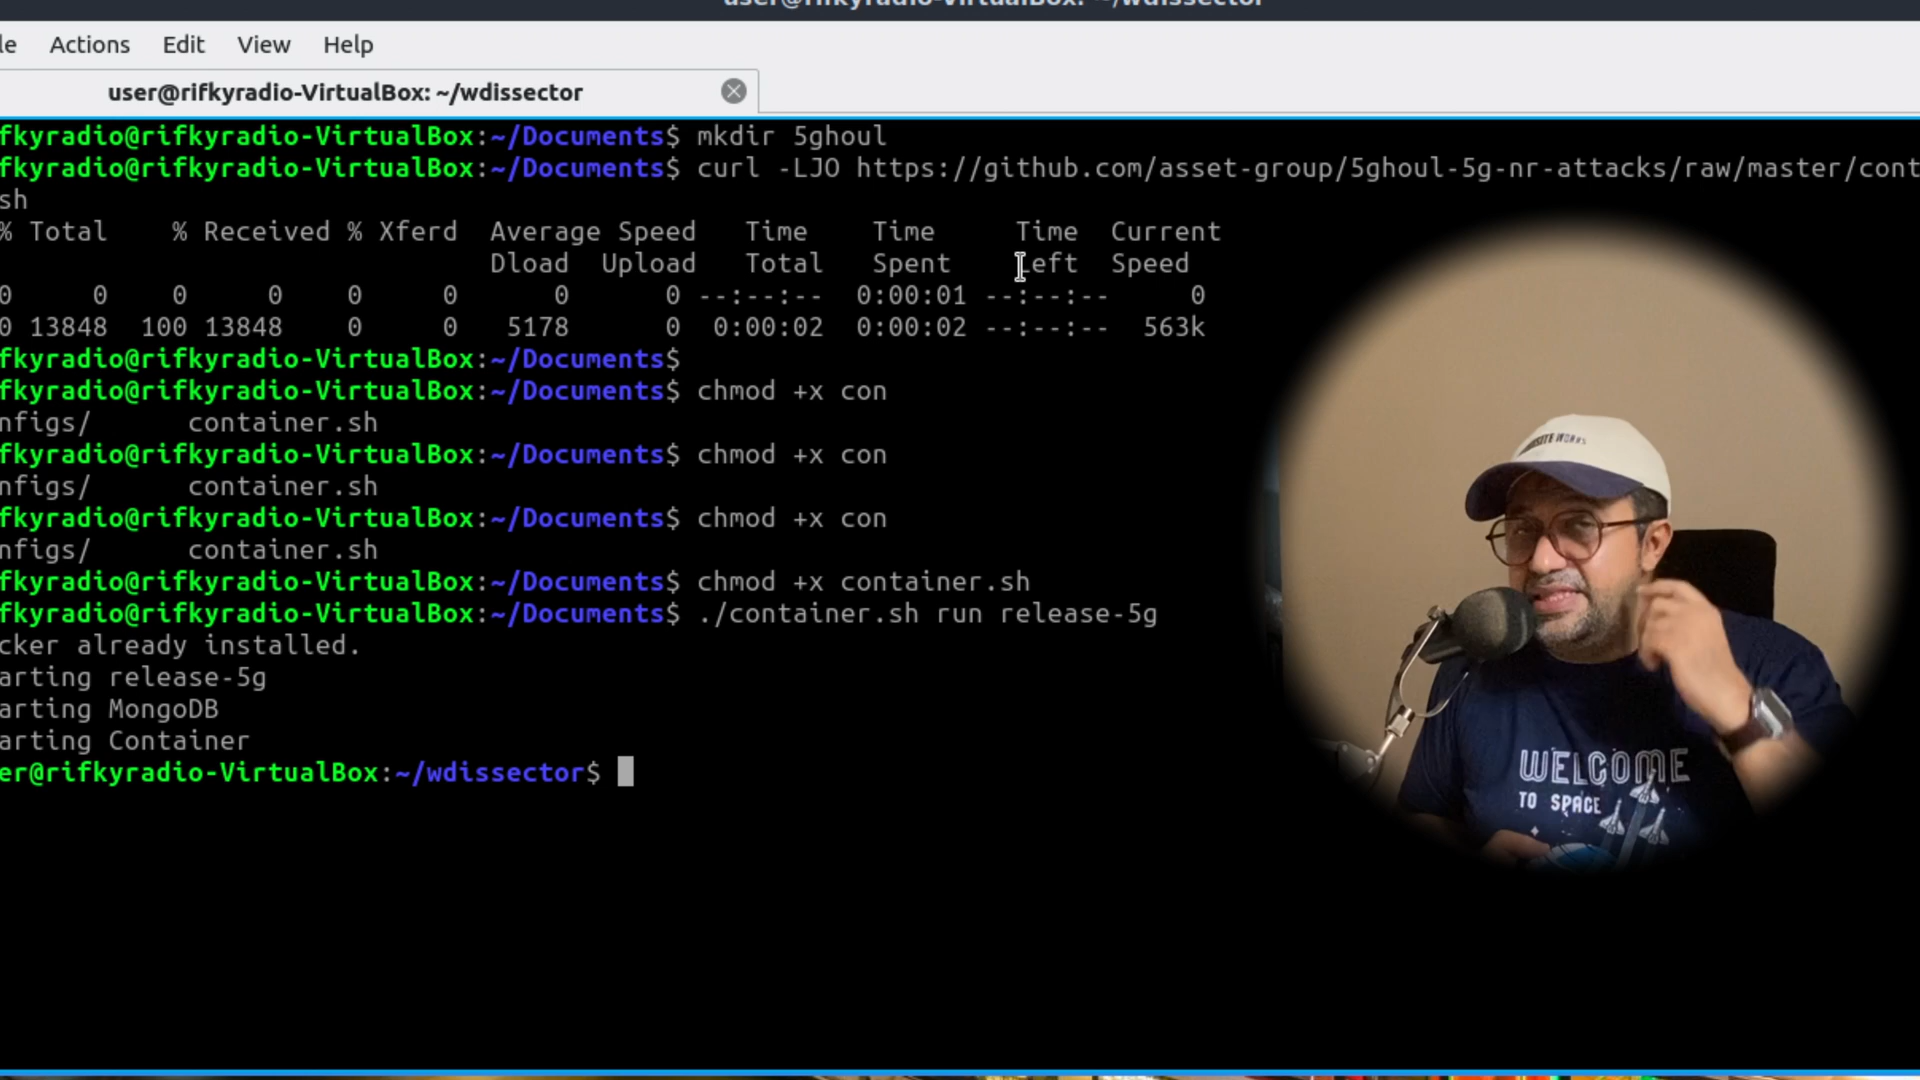 user@rifkyradio-VirtualBox: ~/wdissector
le Actions Edit View Help
user@rifkyradio-VirtualBox: ~/wdissector
fkyradio@rifkyradio-VirtualBox:~/Documents$ mkdir 5ghoul
fkyradio@rifkyradio-VirtualBox:~/Documents$ curl -LJO https://github.com/asset-group/5ghoul-5g-nr-attacks/raw/master/cont
sh
% Total % Received % Xferd Average Speed Time Time Time Current
Dload Upload Total Spent Left Speed
0 0 0 0 0 0 0 0 --:--:-- 0:00:01 --:--:-- 0
0 13848 100 13848 0 0 5178 0 0:00:02 0:00:02 --:--:-- 563k
fkyradio@rifkyradio-VirtualBox:~/Documents$
fkyradio@rifkyradio-VirtualBox:~/Documents$ chmod +x con
nfigs/ container.sh
fkyradio@rifkyradio-VirtualBox:~/Documents$ chmod +x con
nfigs/ container.sh
fkyradio@rifkyradio-VirtualBox:~/Documents$ chmod +x con
nfigs/ container.sh
fkyradio@rifkyradio-VirtualBox:~/Documents$ chmod +x container.sh
fkyradio@rifkyradio-VirtualBox:~/Documents$ ./container.sh run release-5g
cker already installed.
arting release-5g
arting MongoDB
arting Container
er@rifkyradio-VirtualBox:~/wdissector$
WELCOME
TO SPACE